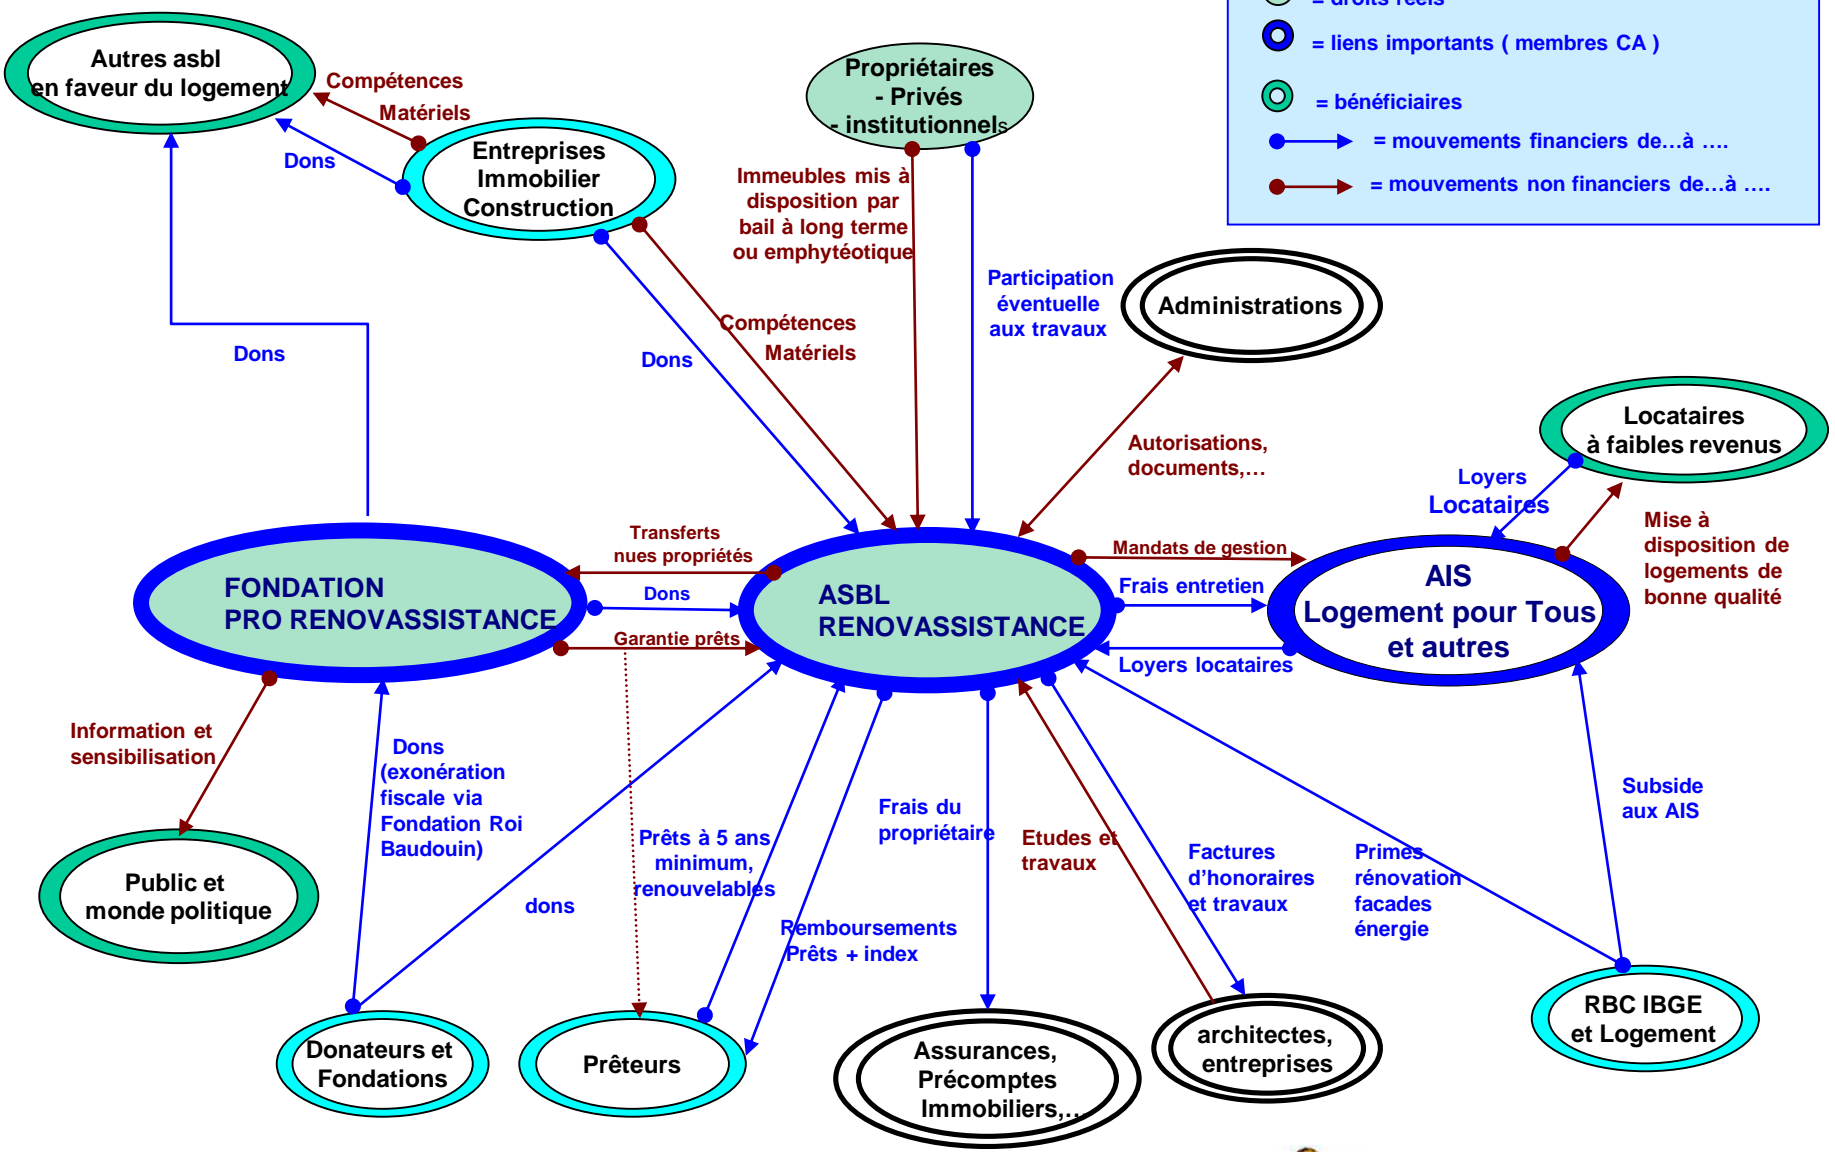 = droits réels
= liens importants ( membres CA )
= bénéficiaires
= mouvements financiers de...à ....
= mouvements non financiers de...à ....
Autres asbl
en faveur du logement
Compétences
Matériels
Dons
Entreprises
Immobilier
Construction
Propriétaires
- Privés
- institutionnels
Immeubles mis à
disposition par
bail à long terme
ou emphytéotique
Participation
éventuelle
aux travaux
Administrations
Dons
Dons
Compétences
Matériels
Autorisations,
documents,...
Locataires
à faibles revenus
Loyers
Locataires
Mise à
disposition de
logements de
bonne qualité
FONDATION
PRO RENOVASSISTANCE
Transferts
nues propriétés
Dons
Garantie prêts
ASBL
RENOVASSISTANCE
Mandats de gestion
Frais entretien
Loyers locataires
AIS
Logement pour Tous
et autres
Information et
sensibilisation
Dons
(exonération
fiscale via
Fondation Roi
Baudouin)
dons
Prêts à 5 ans
minimum,
renouvelables
Remboursements
Prêts + index
Frais du
propriétaire
Etudes et
travaux
Factures
d’honoraires
et travaux
Primes
rénovation
facades
énergie
Subside
aux AIS
Public et
monde politique
Donateurs et
Fondations
Prêteurs
Assurances,
Précomptes
Immobiliers,...
architectes,
entreprises
RBC IBGE
et Logement